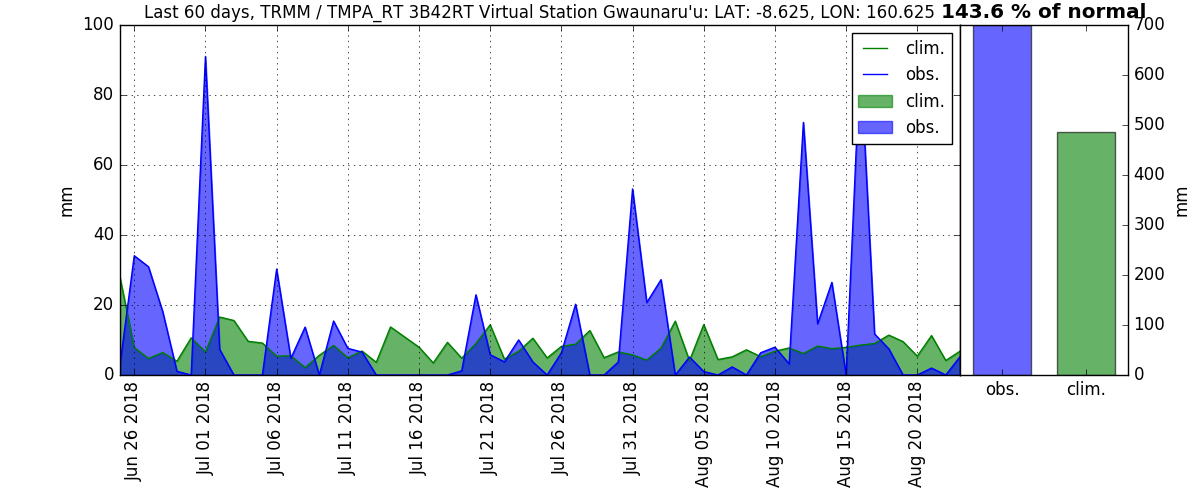 Last 60 days, TRMM / TMPA_RT 3B42RT Virtual Station Gwaunaru'u: LAT: -8.625, LON: 160.625 143.6 % of normal
mm
100
80
60
40
20
0
clim.
obs.
clim.
obs.
700
600
500
400
300
200
100
0
mm
Jun 26 2018
Jul 01 2018
Jul 06 2018
Jul 11 2018
Jul 16 2018
Jul 21 2018
Jul 26 2018
Jul 31 2018
Aug 05 2018
Aug 10 2018
Aug 15 2018
Aug 20 2018
obs.
clim.